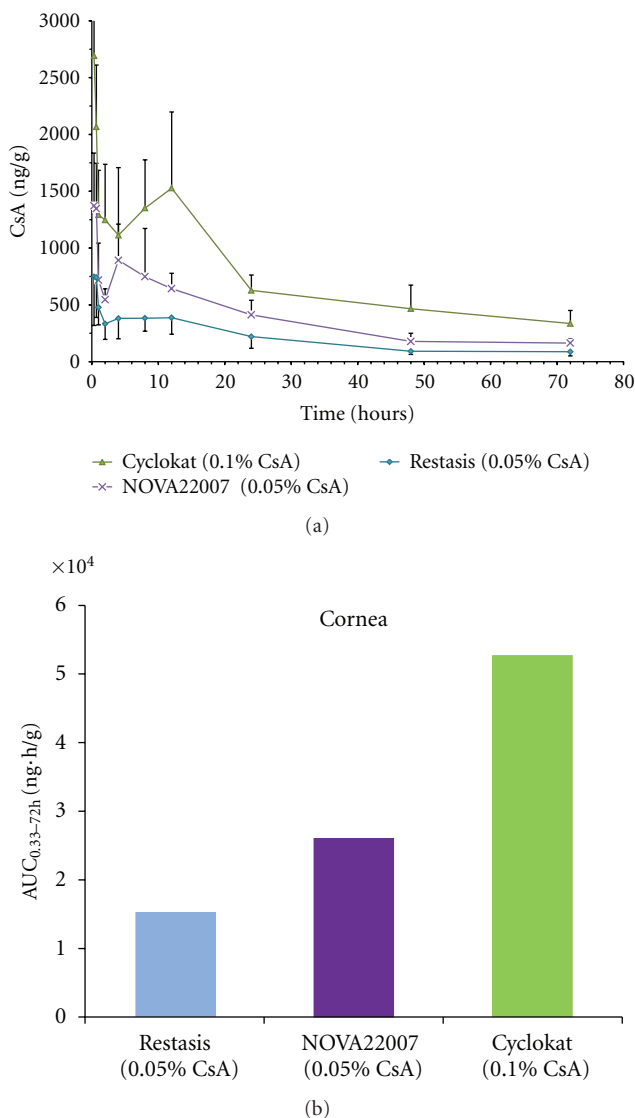 3000
2500
2000
1500
1000
500
0
CsA (ng/g)
0 10 20 30 40 50 60 70 80
Time (hours)
Cyclokat (0.1% CsA)
Restasis (0.05% CsA)
NOVA22007 (0.05% CsA)
(a)
×10⁴
6
5
4
3
2
1
0
Cornea
AUC₀.₃₃₋₇₂ₕ (ng·h/g)
Restasis
(0.05% CsA)
NOVA22007
(0.05% CsA)
Cyclokat
(0.1% CsA)
(b)